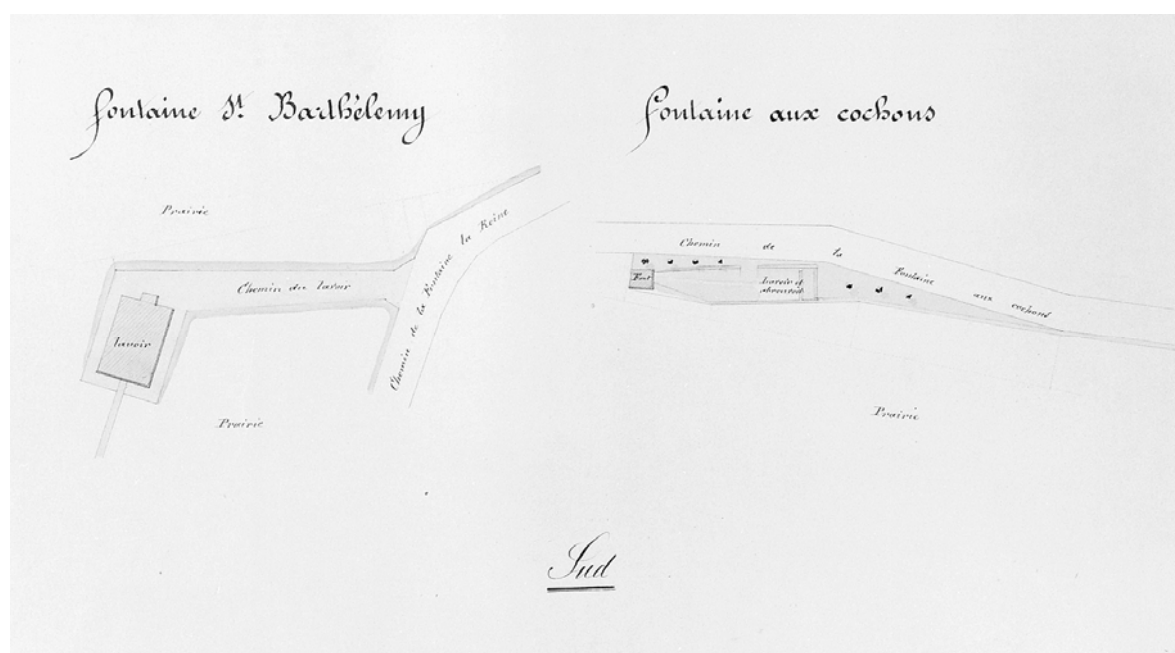 Fontaine St Barthélemy
Prairie
Chemin de la Fontaine la Reine
Chemin du lavoir
Lavoir
Prairie
Fontaine aux cochons
Chemin de la Fontaine aux cochons
Lavoir et
abreuvoir
Prairie
Sud